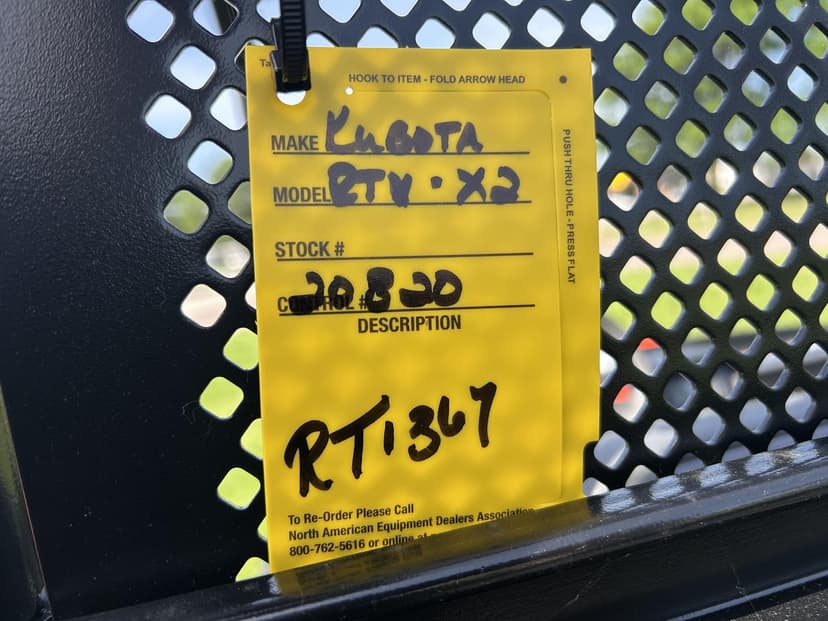 HOOK TO ITEM - FOLD ARROW HEAD
MAKE KUBOTA
MODEL RTV-X2
STOCK #
CONTROL # 20820
DESCRIPTION
RT1367
To Re-Order Please Call
North American Equipment Dealers Association
800-762-5616 or online at
PUSH THRU HOLE - PRESS FLAT